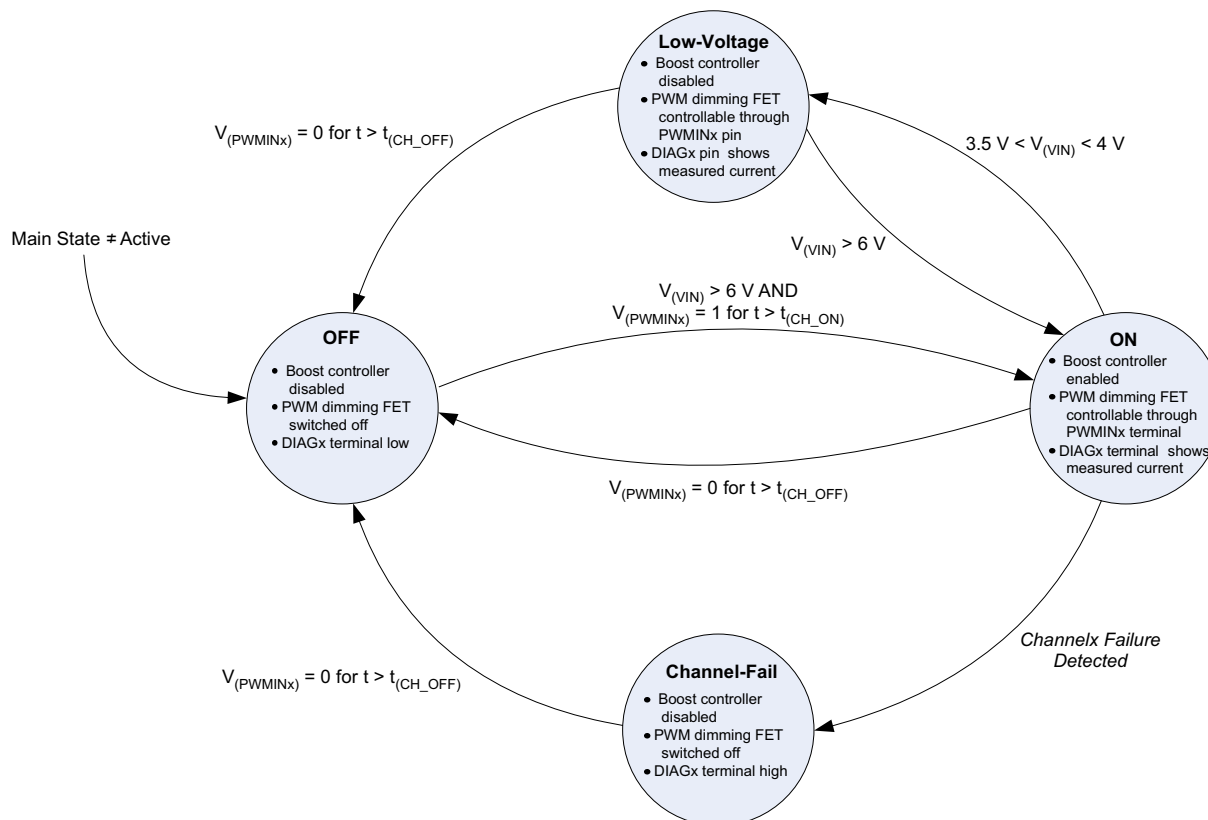 Low-Voltage
● Boost controller
disabled
● PWM dimming FET
controllable through
PWMINx pin
● DIAGx pin shows
measured current
V(PWMINx) = 0 for t > t(CH_OFF)
3.5 V < V(VIN) < 4 V
Main State ≠ Active
V(VIN) > 6 V
V(VIN) > 6 V AND
V(PWMINx) = 1 for t > t(CH_ON)
OFF
● Boost controller
disabled
● PWM dimming FET
switched off
● DIAGx terminal low
ON
● Boost controller
enabled
● PWM dimming FET
controllable through
PWMINx terminal
● DIAGx terminal shows
measured current
V(PWMINx) = 0 for t > t(CH_OFF)
Channelx Failure
Detected
V(PWMINx) = 0 for t > t(CH_OFF)
Channel-Fail
● Boost controller
disabled
● PWM dimming FET
switched off
● DIAGx terminal high